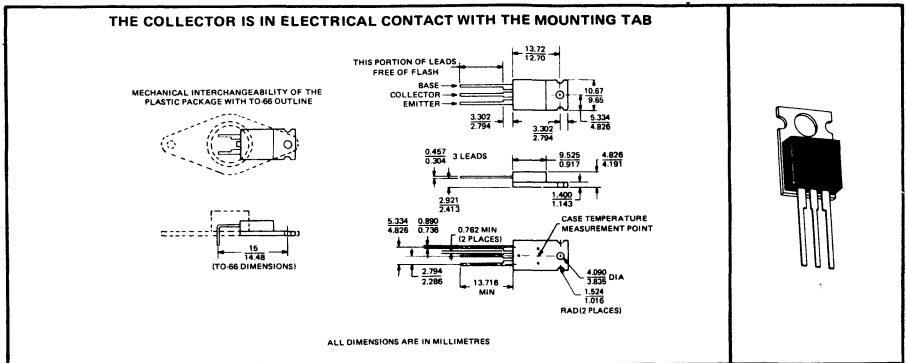 THE COLLECTOR IS IN ELECTRICAL CONTACT WITH THE MOUNTING TAB
MECHANICAL INTERCHANGEABILITY OF THE
PLASTIC PACKAGE WITH TO-66 OUTLINE
15
14.48
(TO-66 DIMENSIONS)
THIS PORTION OF LEADS
FREE OF FLASH
BASE
COLLECTOR
EMITTER
13.72
12.70
10.67
9.65
3.302
2.794
3.302
2.794
5.334
4.826
0.457
0.304
3 LEADS
9.525
0.917
4.826
4.191
2.921
2.413
1.400
1.143
5.334
4.826
0.890
0.736
0.762 MIN
(2 PLACES)
CASE TEMPERATURE
MEASUREMENT POINT
2.794
2.286
13.716
MIN
4.090
3.835
DIA
1.524
1.016
RAD(2 PLACES)
ALL DIMENSIONS ARE IN MILLIMETRES